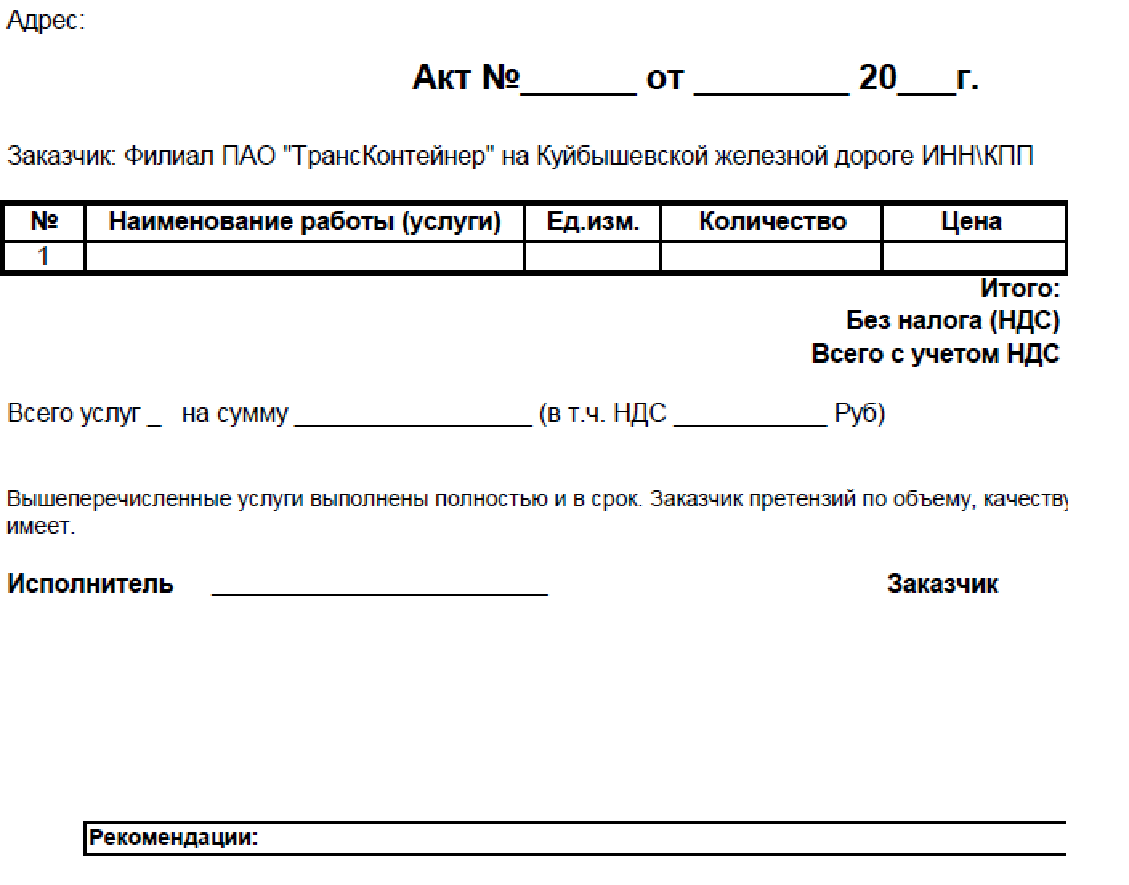 Адрес:
Акт №______ от ________ 20___г.
Заказчик: Филиал ПАО "ТрансКонтейнер" на Куйбышевской железной дороге ИНН\КПП
№ Наименование работы (услуги) Ед.изм. Количество Цена
1
Итого:
Без налога (НДС)
Всего с учетом НДС
Всего услуг _ на сумму _________________ (в т.ч. НДС ___________ Руб)
Вышеперечисленные услуги выполнены полностью и в срок. Заказчик претензий по объему, качеству
имеет.
Исполнитель ________________________ Заказчик
Рекомендации: